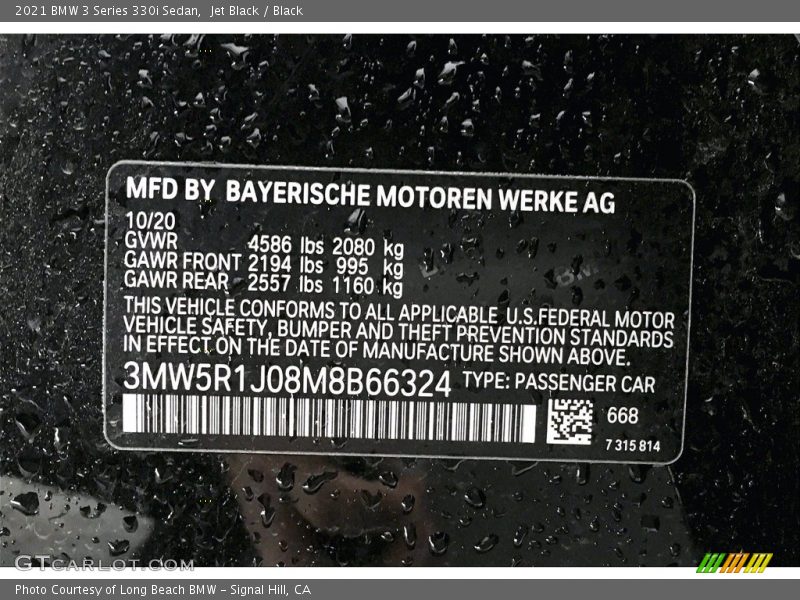 2021 BMW 3 Series 330i Sedan,  Jet Black / Black
MFD BY BAYERISCHE MOTOREN WERKE AG
10/20
GVWR 4586 lbs 2080 kg
GAWR FRONT 2194 lbs 995 kg
GAWR REAR 2557 lbs 1160 kg
THIS VEHICLE CONFORMS TO ALL APPLICABLE U.S.FEDERAL MOTOR
VEHICLE SAFETY, BUMPER AND THEFT PREVENTION STANDARDS
IN EFFECT ON THE DATE OF MANUFACTURE SHOWN ABOVE.
3MW5R1J08M8B66324 TYPE: PASSENGER CAR
668
7 315 814
GTCARLOT.COM
Photo Courtesy of Long Beach BMW - Signal Hill, CA